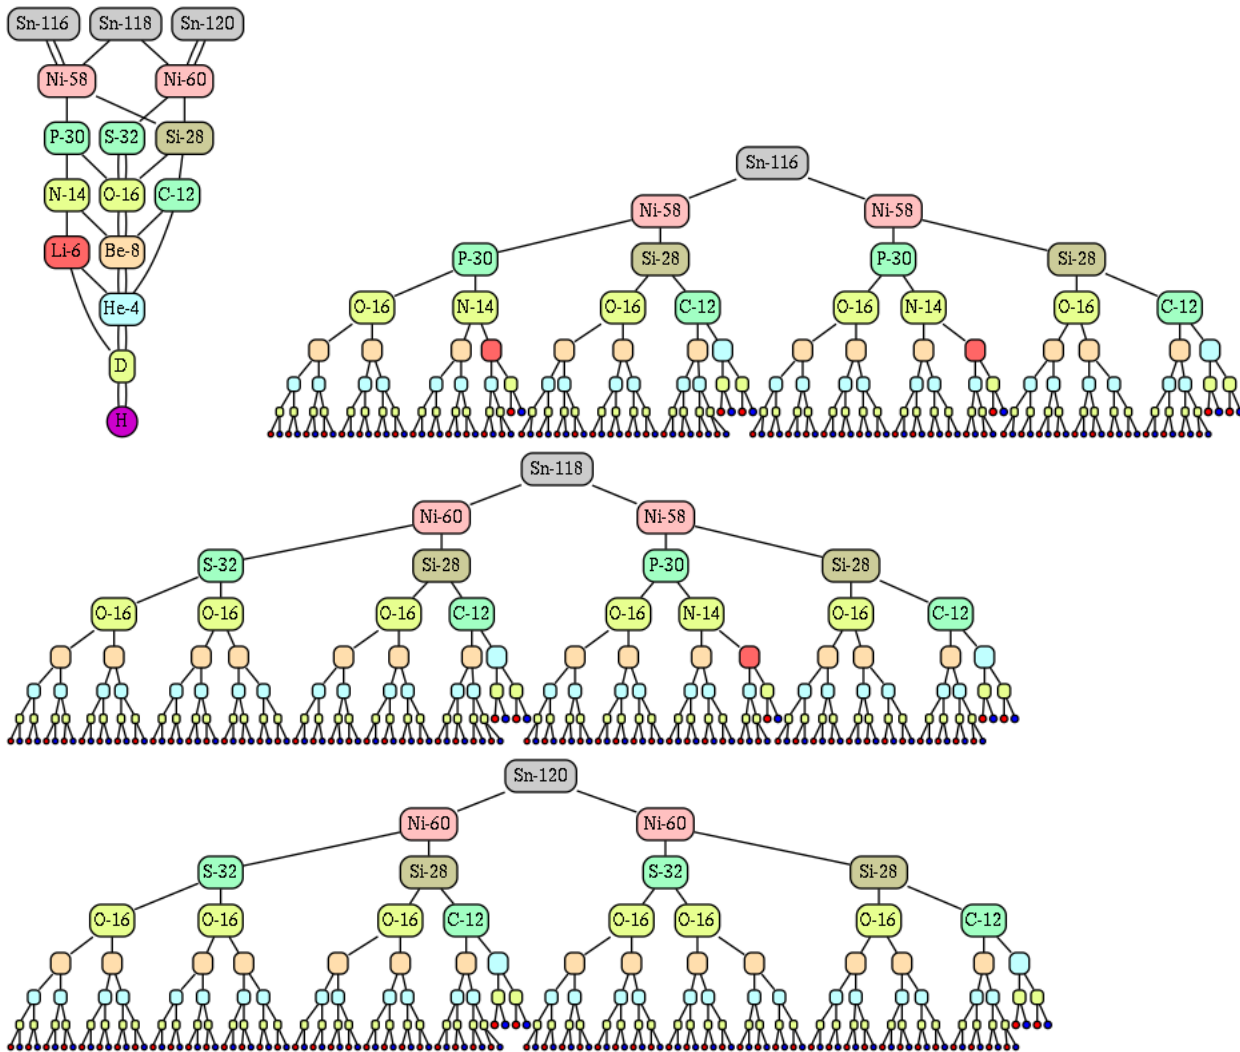 Sn-116 Sn-118 Sn-120
Ni-58 Ni-60
P-30 S-32 Si-28
N-14 O-16 C-12
Li-6 Be-8
He-4
D
H
Sn-116
Ni-58 Ni-58
P-30 Si-28 P-30 Si-28
O-16 N-14 O-16 C-12 O-16 N-14 O-16 C-12
Sn-118
Ni-60 Ni-58
S-32 Si-28 P-30 Si-28
O-16 O-16 O-16 C-12 O-16 N-14 O-16 C-12
Sn-120
Ni-60 Ni-60
S-32 Si-28 S-32 Si-28
O-16 O-16 O-16 C-12 O-16 O-16 O-16 C-12